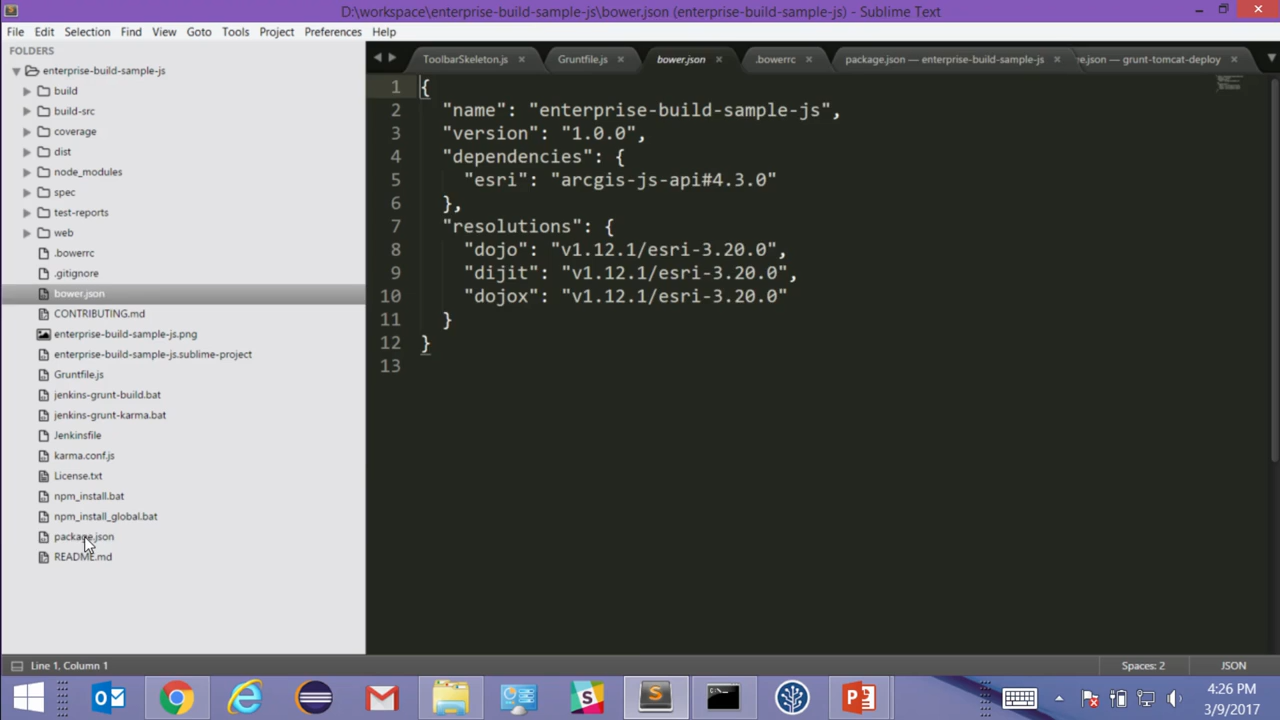 D:\workspace\enterprise-build-sample-js\bower.json (enterprise-build-sample-js) - Sublime Text
File Edit Selection Find View Goto Tools Project Preferences Help
FOLDERS
enterprise-build-sample-js
build
build-src
coverage
dist
node_modules
spec
test-reports
web
.bowerrc
.gitignore
bower.json
CONTRIBUTING.md
enterprise-build-sample-js.png
enterprise-build-sample-js.sublime-project
Gruntfile.js
jenkins-grunt-build.bat
jenkins-grunt-karma.bat
Jenkinsfile
karma.conf.js
License.txt
npm_install.bat
npm_install_global.bat
package.json
README.md
ToolbarSkeleton.js Gruntfile.js bower.json .bowerrc package.json — enterprise-build-sample-js e.json — grunt-tomcat-deploy
1 {
2 "name": "enterprise-build-sample-js",
3 "version": "1.0.0",
4 "dependencies": {
5 "esri": "arcgis-js-api#4.3.0"
6 },
7 "resolutions": {
8 "dojo": "v1.12.1/esri-3.20.0",
9 "dijit": "v1.12.1/esri-3.20.0",
10 "dojox": "v1.12.1/esri-3.20.0"
11 }
12 }
13
Line 1, Column 1
Spaces: 2
JSON
4:26 PM
3/9/2017